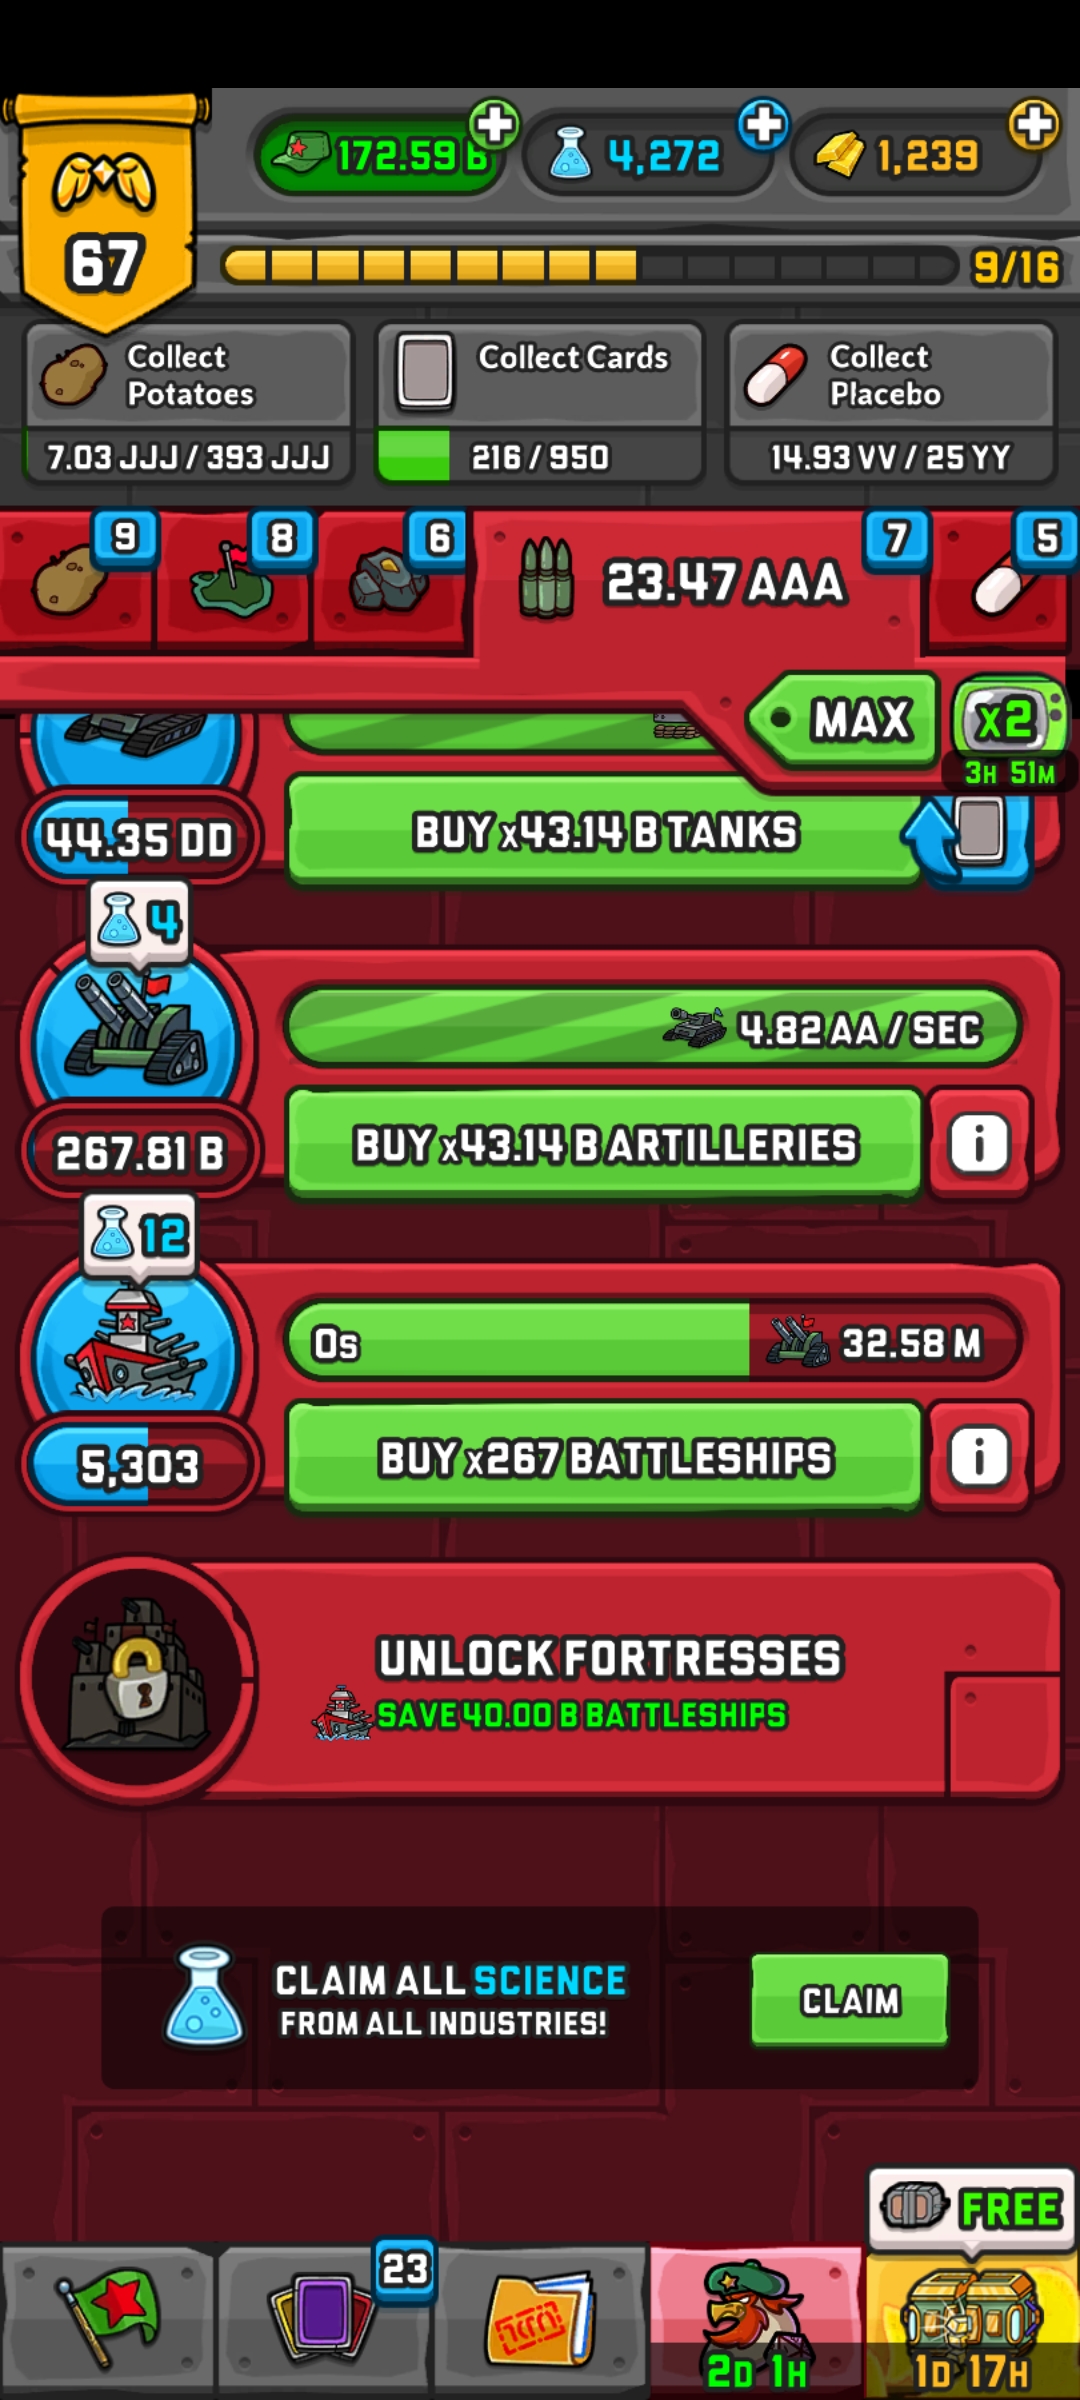 172.59 B
4,272
1,239
67
9/16
Collect
Potatoes
7.03 JJJ / 393 JJJ
Collect Cards
216 / 950
Collect
Placebo
14.93 VV / 25 YY
9
8
6
23.47 AAA
7
5
MAX
x2
3H 51M
44.35 DD
BUY x43.14 B TANKS
4
4.82 AA / SEC
267.81 B
BUY x43.14 B ARTILLERIES
i
12
0s
32.58 M
5,303
BUY x267 BATTLESHIPS
i
UNLOCK FORTRESSES
SAVE 40.00 B BATTLESHIPS
CLAIM ALL SCIENCE
FROM ALL INDUSTRIES!
CLAIM
FREE
23
2D 1H
1D 17H